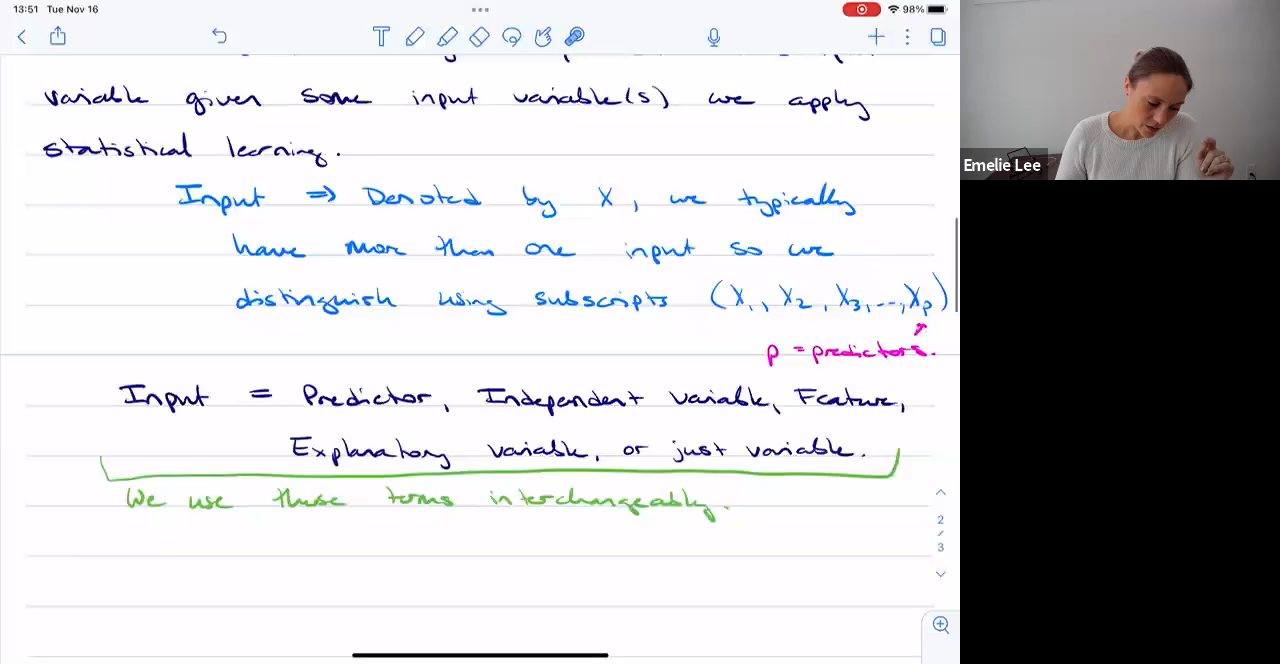 13:51 Tue Nov 16
98%
variable given some input variable(s) we apply
statistical learning.
Input ⇒ Denoted by X, we typically
have more than one input so we
distinguish using subscripts (X₁, X₂, X₃, ..., Xₚ)
p = predictors.
Input = Predictor, Independent variable, Feature,
Explanatory variable, or just variable.
We use these terms interchangeably.
2
/
3
Emelie Lee